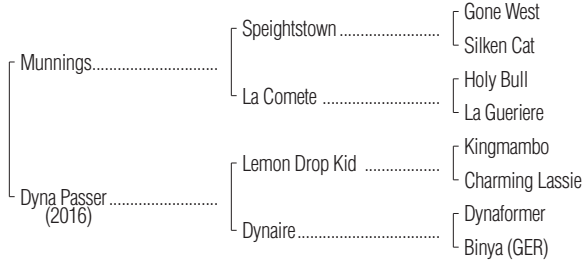 Gone West
Speightstown
Silken Cat
Munnings
Holy Bull
La Comete
La Gueriere
Kingmambo
Lemon Drop Kid
Charming Lassie
Dyna Passer
(2016)
Dynaformer
Dynaire
Binya (GER)